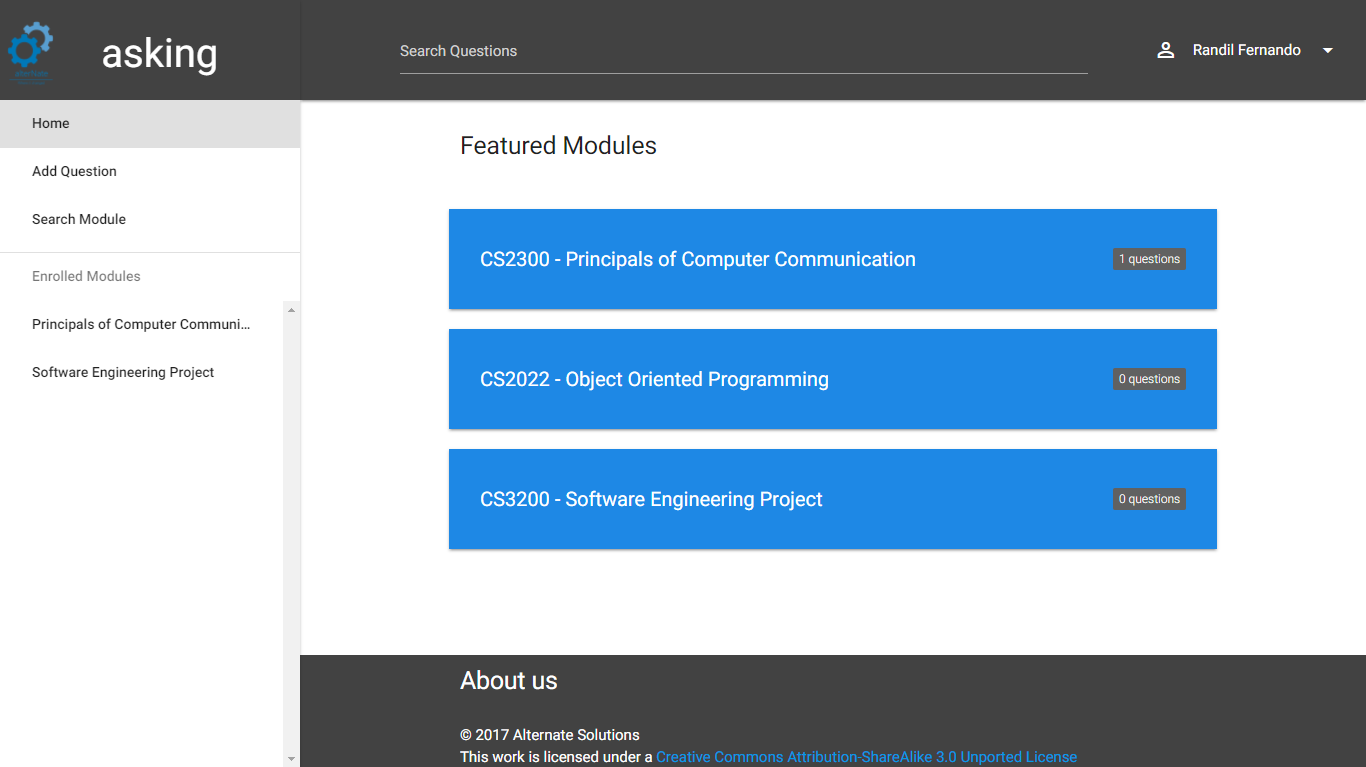 asking
Search Questions
Randil Fernando
Home
Add Question
Search Module
Enrolled Modules
Principals of Computer Communi...
Software Engineering Project
Featured Modules
CS2300 - Principals of Computer Communication
1 questions
CS2022 - Object Oriented Programming
0 questions
CS3200 - Software Engineering Project
0 questions
About us
© 2017 Alternate Solutions
This work is licensed under a Creative Commons Attribution-ShareAlike 3.0 Unported License